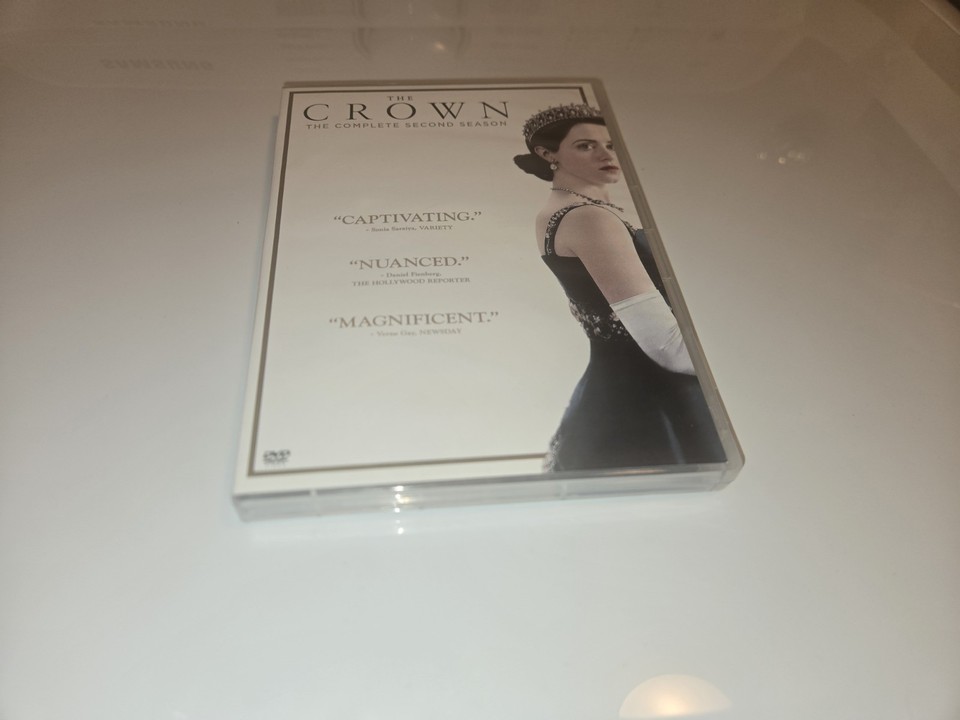 THE
CROWN
THE COMPLETE SECOND SEASON
“CAPTIVATING.”
- Sonia Saraiya, VARIETY
“NUANCED.”
- Daniel Fienberg,
THE HOLLYWOOD REPORTER
“MAGNIFICENT.”
- Verne Gay, NEWSDAY
DVD
SAMSUNG